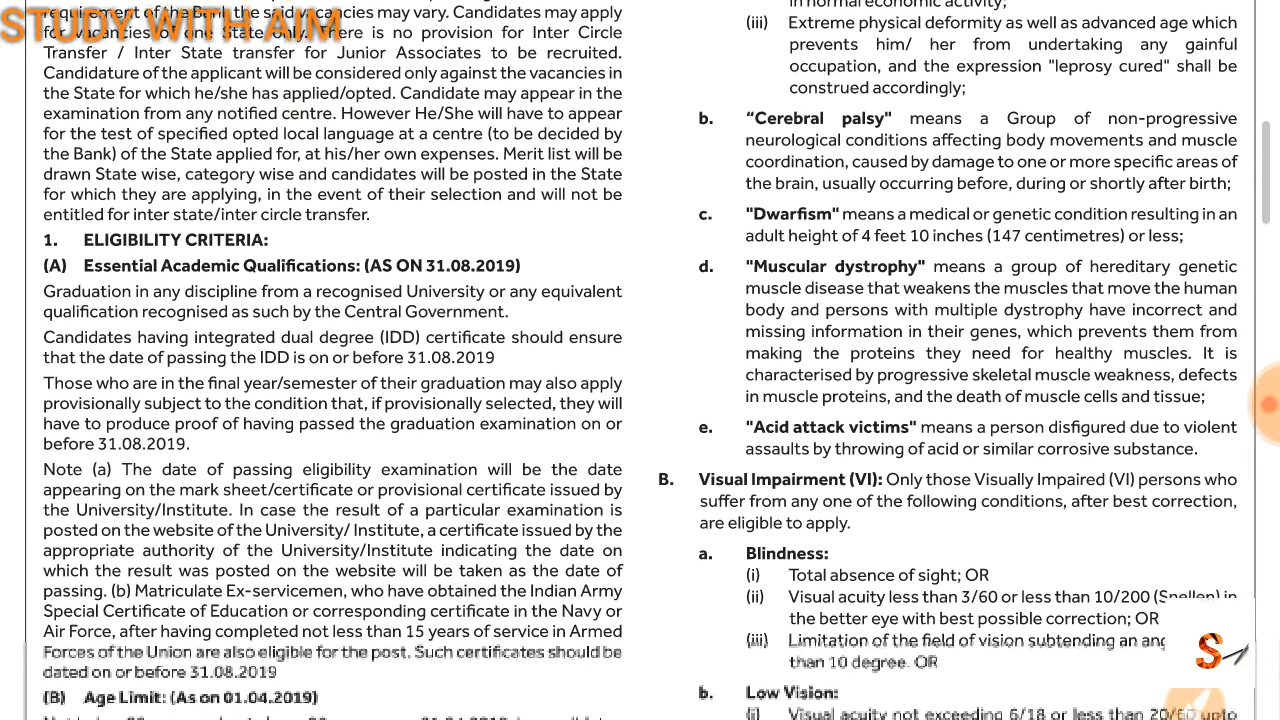 STUDY WITH AIM
requirement of the Bank the said vacancies may vary. Candidates may apply
for vacancies of one State only. There is no provision for Inter Circle
Transfer / Inter State transfer for Junior Associates to be recruited.
Candidature of the applicant will be considered only against the vacancies in
the State for which he/she has applied/opted. Candidate may appear in the
examination from any notified centre. However He/She will have to appear
for the test of specified opted local language at a centre (to be decided by
the Bank) of the State applied for, at his/her own expenses. Merit list will be
drawn State wise, category wise and candidates will be posted in the State
for which they are applying, in the event of their selection and will not be
entitled for inter state/inter circle transfer.
1. ELIGIBILITY CRITERIA:
(A) Essential Academic Qualifications: (AS ON 31.08.2019)
Graduation in any discipline from a recognised University or any equivalent
qualification recognised as such by the Central Government.
Candidates having integrated dual degree (IDD) certificate should ensure
that the date of passing the IDD is on or before 31.08.2019
Those who are in the final year/semester of their graduation may also apply
provisionally subject to the condition that, if provisionally selected, they will
have to produce proof of having passed the graduation examination on or
before 31.08.2019.
Note (a) The date of passing eligibility examination will be the date
appearing on the mark sheet/certificate or provisional certificate issued by
the University/Institute. In case the result of a particular examination is
posted on the website of the University/ Institute, a certificate issued by the
appropriate authority of the University/Institute indicating the date on
which the result was posted on the website will be taken as the date of
passing. (b) Matriculate Ex-servicemen, who have obtained the Indian Army
Special Certificate of Education or corresponding certificate in the Navy or
Air Force, after having completed not less than 15 years of service in Armed
Forces of the Union are also eligible for the post. Such certificates should be
dated on or before 31.08.2019
(B) Age Limit: (As on 01.04.2019)
in normal economic activity;
(iii) Extreme physical deformity as well as advanced age which
prevents him/ her from undertaking any gainful
occupation, and the expression "leprosy cured" shall be
construed accordingly;
b. “Cerebral palsy" means a Group of non-progressive
neurological conditions affecting body movements and muscle
coordination, caused by damage to one or more specific areas of
the brain, usually occurring before, during or shortly after birth;
c. "Dwarfism" means a medical or genetic condition resulting in an
adult height of 4 feet 10 inches (147 centimetres) or less;
d. "Muscular dystrophy" means a group of hereditary genetic
muscle disease that weakens the muscles that move the human
body and persons with multiple dystrophy have incorrect and
missing information in their genes, which prevents them from
making the proteins they need for healthy muscles. It is
characterised by progressive skeletal muscle weakness, defects
in muscle proteins, and the death of muscle cells and tissue;
e. "Acid attack victims" means a person disfigured due to violent
assaults by throwing of acid or similar corrosive substance.
B. Visual Impairment (VI): Only those Visually Impaired (VI) persons who
suffer from any one of the following conditions, after best correction,
are eligible to apply.
a. Blindness:
(i) Total absence of sight; OR
(ii) Visual acuity less than 3/60 or less than 10/200 (Snellen) in
the better eye with best possible correction; OR
(iii) Limitation of the field of vision subtending an
than 10 degree. OR
b. Low Vision:
(i) Visual acuity not exceeding 6/18 or less than 20/60 upto
S